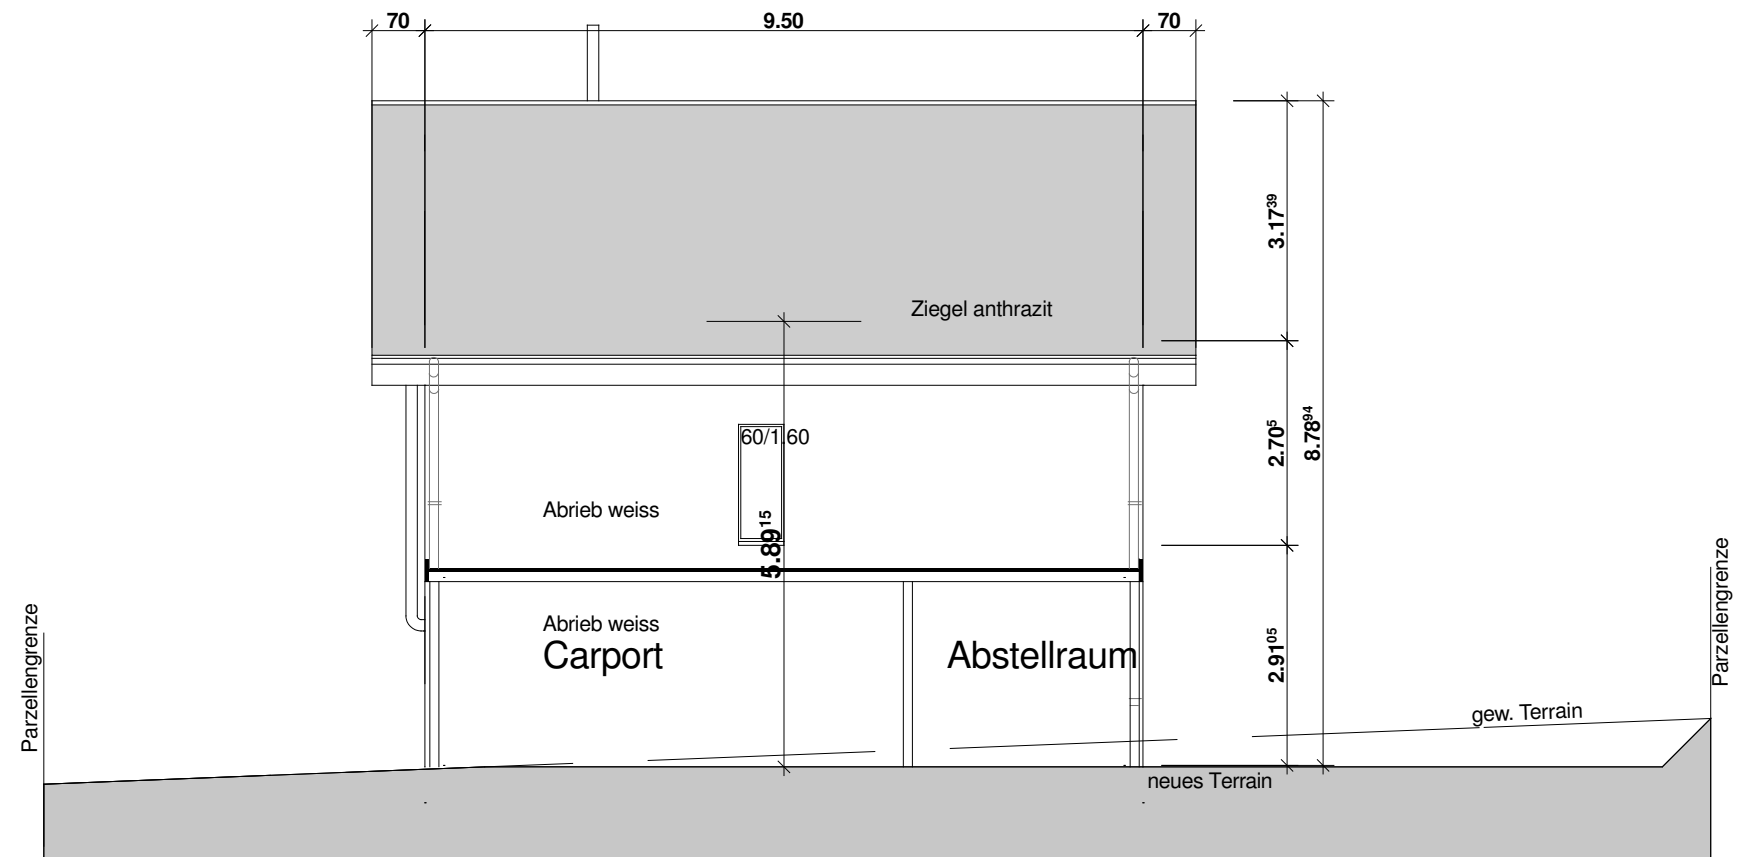 70
9.50
70
3.17³⁹
Ziegel anthrazit
2.70⁵
8.78⁹⁴
60/1.60
Abrieb weiss
5.89¹⁵
Parzellengrenze
Parzellengrenze
Abrieb weiss
Carport
Abstellraum
2.91⁰⁵
gew. Terrain
neues Terrain